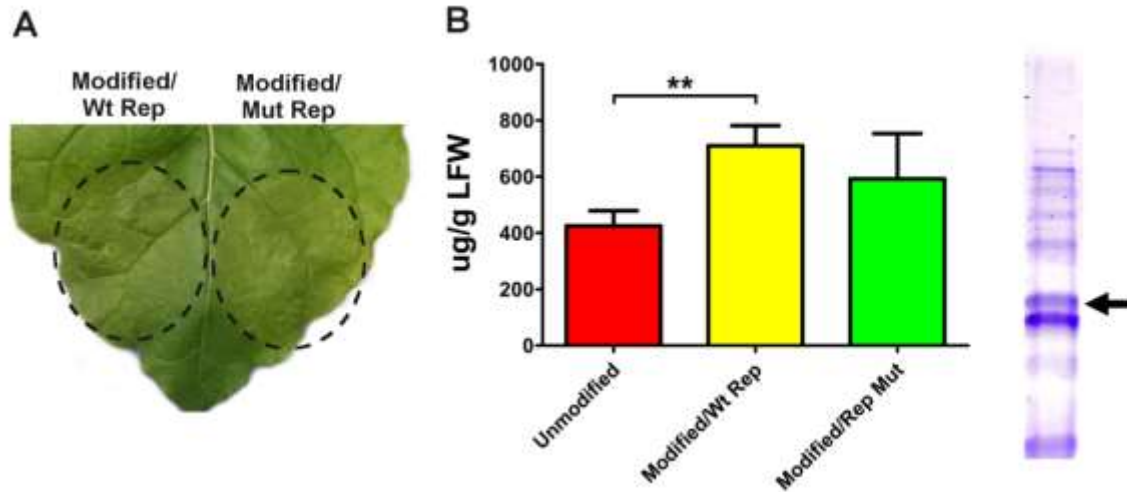 A
Modified/
Wt Rep
Modified/
Mut Rep
B
ug/g LFW
1000
800
600
400
200
0
**
Unmodified
Modified/Wt Rep
Modified/Rep Mut